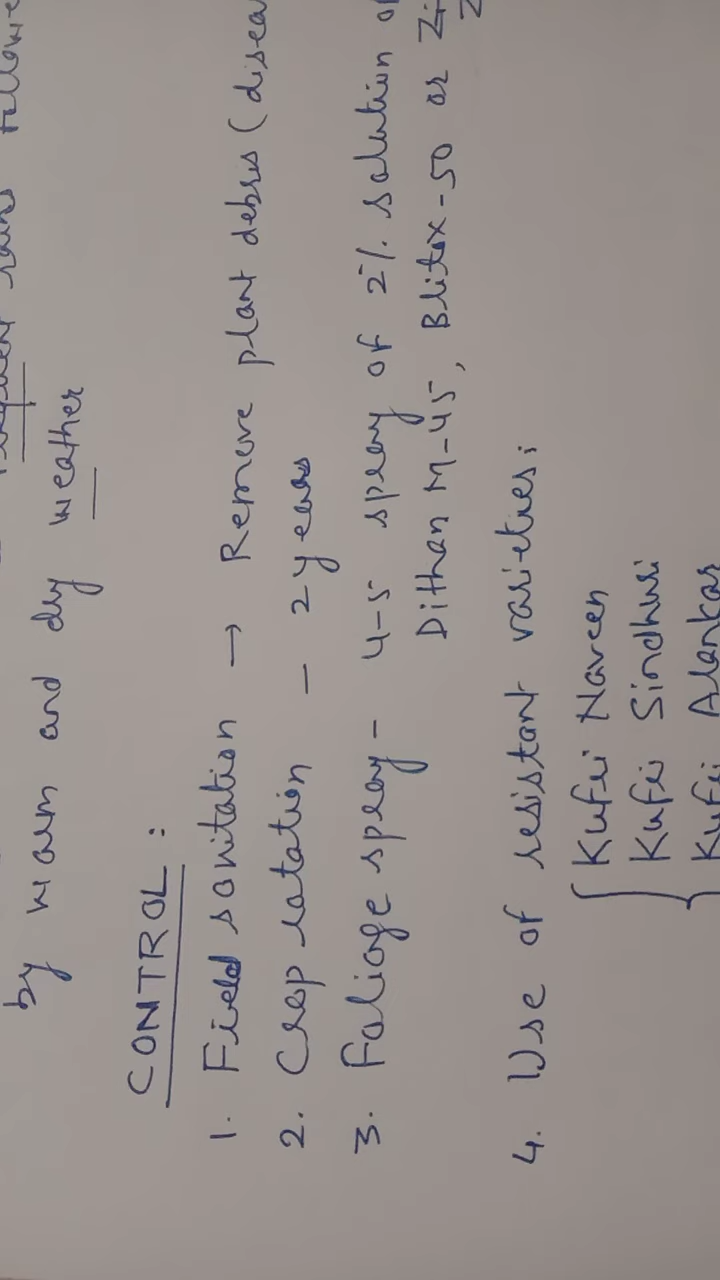 rains followe
by warm and dry weather
CONTROL :
1. Field sanitation → Remove plant debris (disea
2. Crop rotation - 2 years
3. Foliage spray - 4-5 spray of 2% solution of
Dithan M-45, Blitox-50 or Z
4. Use of resistant varieties:
Kufri Naveen
Kufri Sindhuri
Kufri Alankar